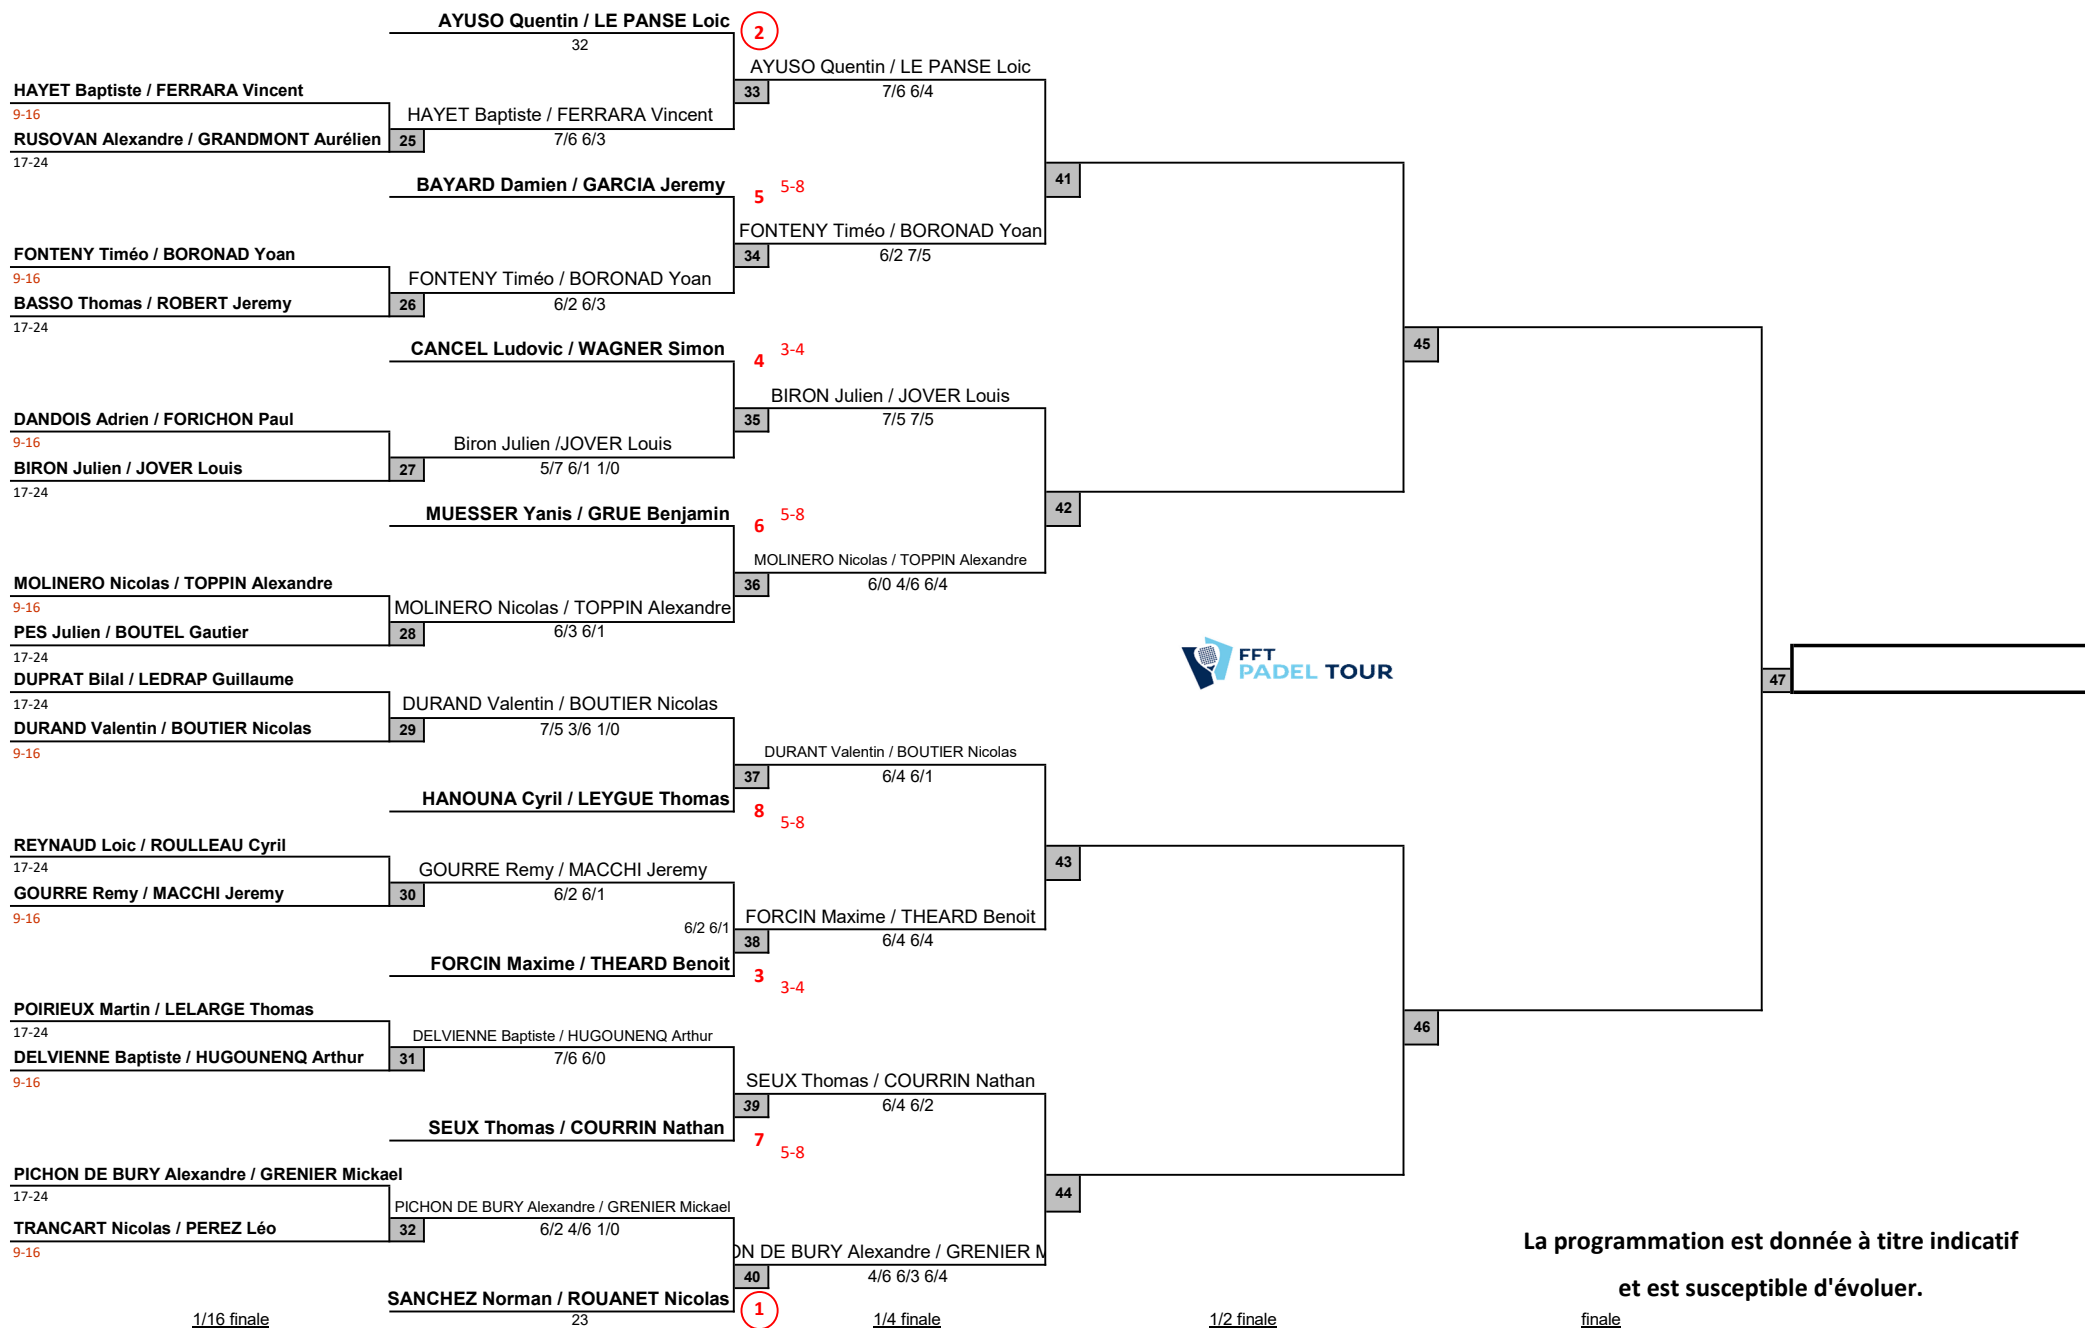 AYUSO Quentin / LE PANSE Loic
2
32
AYUSO Quentin / LE PANSE Loic
HAYET Baptiste / FERRARA Vincent
33
7/6 6/4
9-16
HAYET Baptiste / FERRARA Vincent
RUSOVAN Alexandre / GRANDMONT Aurélien
25
7/6 6/3
17-24
BAYARD Damien / GARCIA Jeremy
5
5-8
41
FONTENY Timéo / BORONAD Yoan
FONTENY Timéo / BORONAD Yoan
34
6/2 7/5
9-16
FONTENY Timéo / BORONAD Yoan
BASSO Thomas / ROBERT Jeremy
26
6/2 6/3
17-24
CANCEL Ludovic / WAGNER Simon
4
3-4
45
BIRON Julien / JOVER Louis
DANDOIS Adrien / FORICHON Paul
35
7/5 7/5
9-16
Biron Julien /JOVER Louis
BIRON Julien / JOVER Louis
27
5/7 6/1 1/0
17-24
MUESSER Yanis / GRUE Benjamin
6
5-8
42
MOLINERO Nicolas / TOPPIN Alexandre
MOLINERO Nicolas / TOPPIN Alexandre
36
6/0 4/6 6/4
9-16
MOLINERO Nicolas / TOPPIN Alexandre
PES Julien / BOUTEL Gautier
28
6/3 6/1
17-24
FFT
PADEL TOUR
DUPRAT Bilal / LEDRAP Guillaume
47
17-24
DURAND Valentin / BOUTIER Nicolas
DURAND Valentin / BOUTIER Nicolas
29
7/5 3/6 1/0
9-16
DURANT Valentin / BOUTIER Nicolas
37
6/4 6/1
HANOUNA Cyril / LEYGUE Thomas
8
5-8
REYNAUD Loic / ROULLEAU Cyril
43
17-24
GOURRE Remy / MACCHI Jeremy
GOURRE Remy / MACCHI Jeremy
30
6/2 6/1
9-16
6/2 6/1
FORCIN Maxime / THEARD Benoit
38
6/4 6/4
FORCIN Maxime / THEARD Benoit
3
3-4
POIRIEUX Martin / LELARGE Thomas
46
17-24
DELVIENNE Baptiste / HUGOUNENQ Arthur
DELVIENNE Baptiste / HUGOUNENQ Arthur
31
7/6 6/0
9-16
SEUX Thomas / COURRIN Nathan
39
6/4 6/2
SEUX Thomas / COURRIN Nathan
7
5-8
PICHON DE BURY Alexandre / GRENIER Mickael
44
17-24
PICHON DE BURY Alexandre / GRENIER Mickael
TRANCART Nicolas / PEREZ Léo
32
6/2 4/6 1/0
9-16
ON DE BURY Alexandre / GRENIER M
40
4/6 6/3 6/4
SANCHEZ Norman / ROUANET Nicolas
1
23
La programmation est donnée à titre indicatif
et est susceptible d'évoluer.
1/16 finale
1/4 finale
1/2 finale
finale